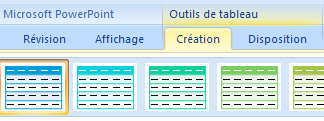 Microsoft PowerPoint Outils de tableau
Révision Affichage Création Disposition